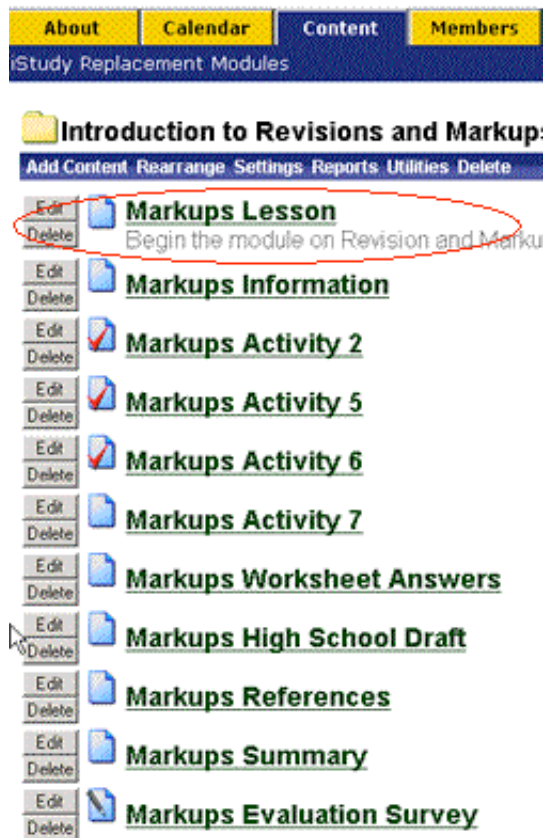 About Calendar Content Members
iStudy Replacement Modules
Introduction to Revisions and Markups
Add Content Rearrange Settings Reports Utilities Delete
Edit Markups Lesson
Delete Begin the module on Revision and Marku
Edit
Delete Markups Information
Edit
Delete Markups Activity 2
Edit
Delete Markups Activity 5
Edit
Delete Markups Activity 6
Edit
Delete Markups Activity 7
Edit
Delete Markups Worksheet Answers
Edit
Delete Markups High School Draft
Edit
Delete Markups References
Edit
Delete Markups Summary
Edit
Delete Markups Evaluation Survey